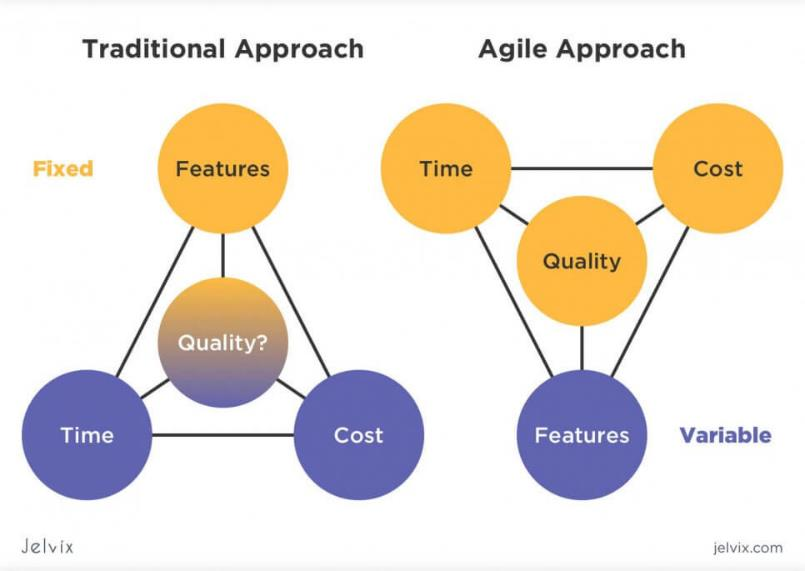 Traditional Approach
Agile Approach
Fixed
Features
Quality?
Time
Cost
Time
Cost
Quality
Features
Variable
Jelvix
jelvix.com